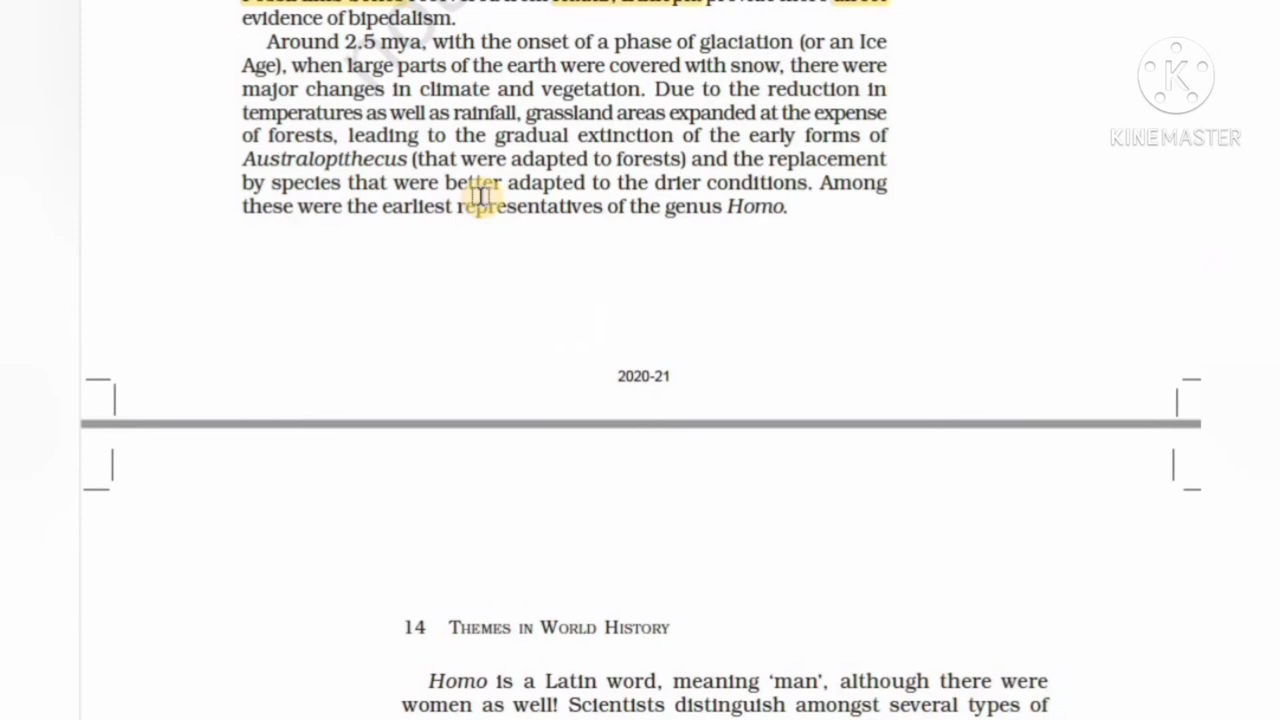 evidence of bipedalism.
Around 2.5 mya, with the onset of a phase of glaciation (or an Ice
Age), when large parts of the earth were covered with snow, there were
major changes in climate and vegetation. Due to the reduction in
temperatures as well as rainfall, grassland areas expanded at the expense
of forests, leading to the gradual extinction of the early forms of
Australopithecus (that were adapted to forests) and the replacement
by species that were better adapted to the drier conditions. Among
these were the earliest representatives of the genus Homo.
K
KINEMASTER
2020-21
14 THEMES IN WORLD HISTORY
Homo is a Latin word, meaning ‘man’, although there were
women as well! Scientists distinguish amongst several types of